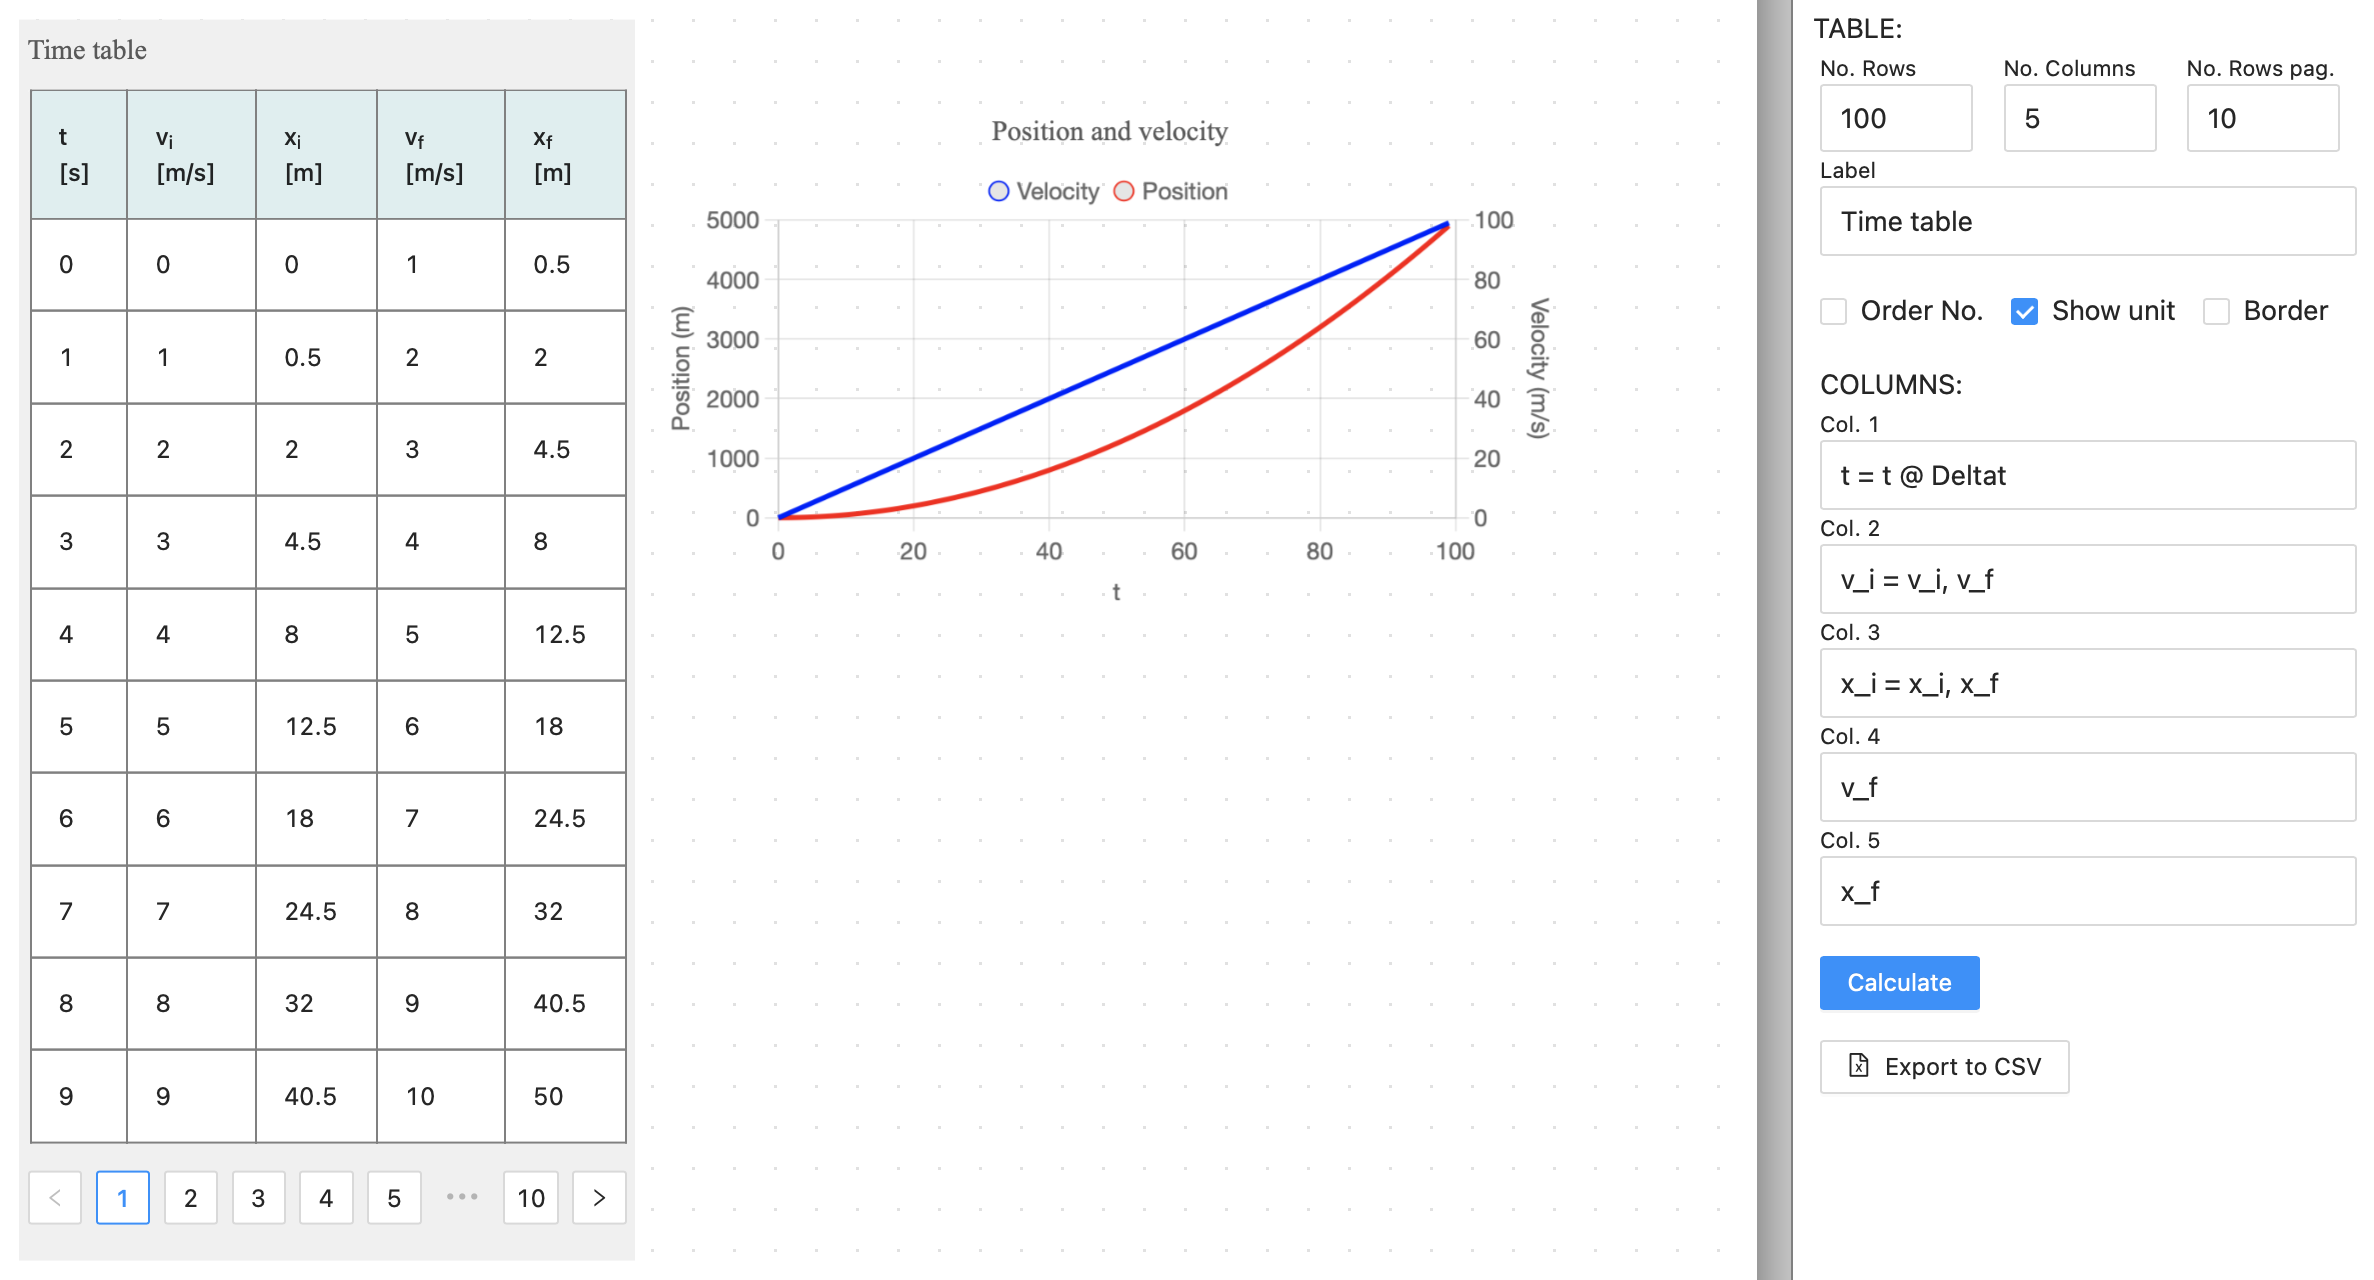 Time table
t [s] vi [m/s] xi [m] vf [m/s] xf [m]
0 0 0 1 0.5
1 1 0.5 2 2
2 2 2 3 4.5
3 3 4.5 4 8
4 4 8 5 12.5
5 5 12.5 6 18
6 6 18 7 24.5
7 7 24.5 8 32
8 8 32 9 40.5
9 9 40.5 10 50
< 1 2 3 4 5 ••• 10 >
Position and velocity
Velocity Position
Position (m)
5000
4000
3000
2000
1000
0
100
80
60
40
20
0
Velocity (m/s)
0 20 40 60 80 100
t
TABLE:
No. Rows No. Columns No. Rows pag.
100 5 10
Label
Time table
Order No. Show unit Border
COLUMNS:
Col. 1
t = t @ Deltat
Col. 2
v_i = v_i, v_f
Col. 3
x_i = x_i, x_f
Col. 4
v_f
Col. 5
x_f
Calculate
Export to CSV